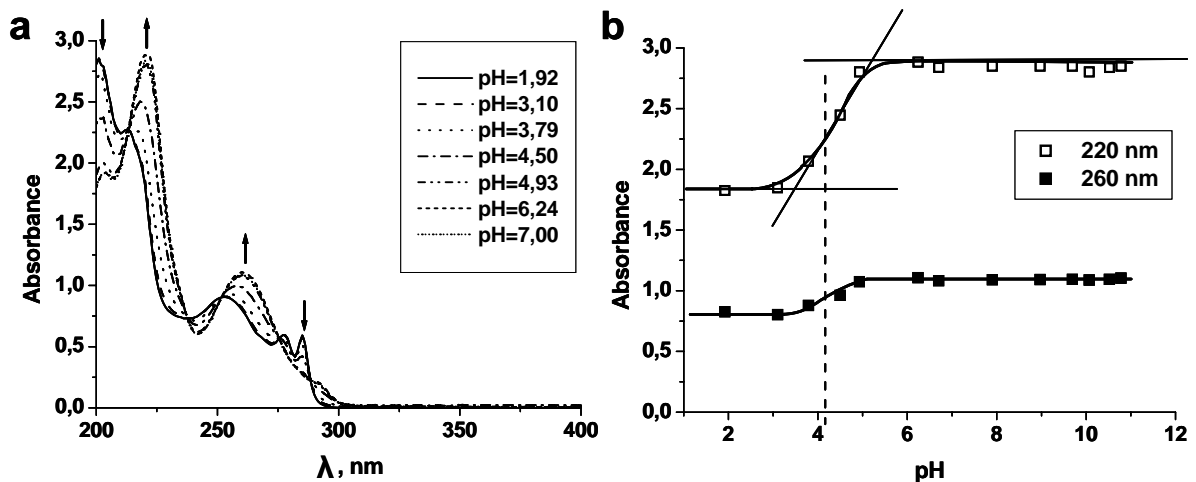 a
3,0
2,5
2,0
1,5
1,0
0,5
0,0
Absorbance
200
250
300
350
400
λ, nm
pH=1,92
pH=3,10
pH=3,79
pH=4,50
pH=4,93
pH=6,24
pH=7,00
b
3,0
2,5
2,0
1,5
1,0
0,5
0,0
Absorbance
2
4
6
8
10
12
pH
220 nm
260 nm